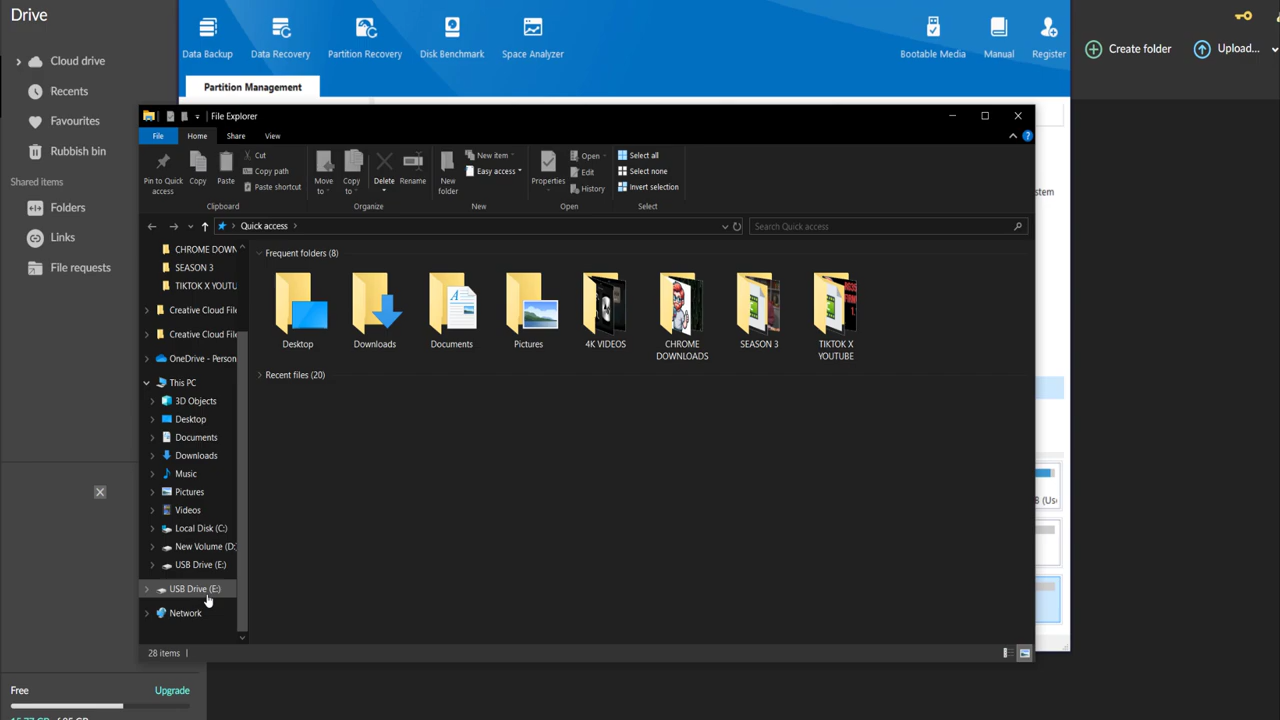 Drive
Cloud drive
Recents
Favourites
Rubbish bin
Shared items
Folders
Links
File requests
Free
Upgrade
Data Backup
Data Recovery
Partition Recovery
Disk Benchmark
Space Analyzer
Bootable Media
Manual
Register
Create folder
Upload...
Partition Management
File Explorer
File
Home
Share
View
Pin to Quick
access
Copy
Paste
Cut
Copy path
Paste shortcut
Clipboard
Move
to
Copy
to
Delete
Rename
Organize
New
folder
New item
Easy access
New
Properties
Open
Edit
History
Open
Select all
Select none
Invert selection
Select
Quick access
Search Quick access
CHROME DOWN
SEASON 3
TIKTOK X YOUTU
Creative Cloud File
Creative Cloud File
OneDrive - Person
This PC
3D Objects
Desktop
Documents
Downloads
Music
Pictures
Videos
Local Disk (C:)
New Volume (D:)
USB Drive (E:)
USB Drive (E:)
Network
28 items
Frequent folders (8)
Desktop
Downloads
Documents
Pictures
4K VIDEOS
CHROME
DOWNLOADS
SEASON 3
TIKTOK X
YOUTUBE
Recent files (20)